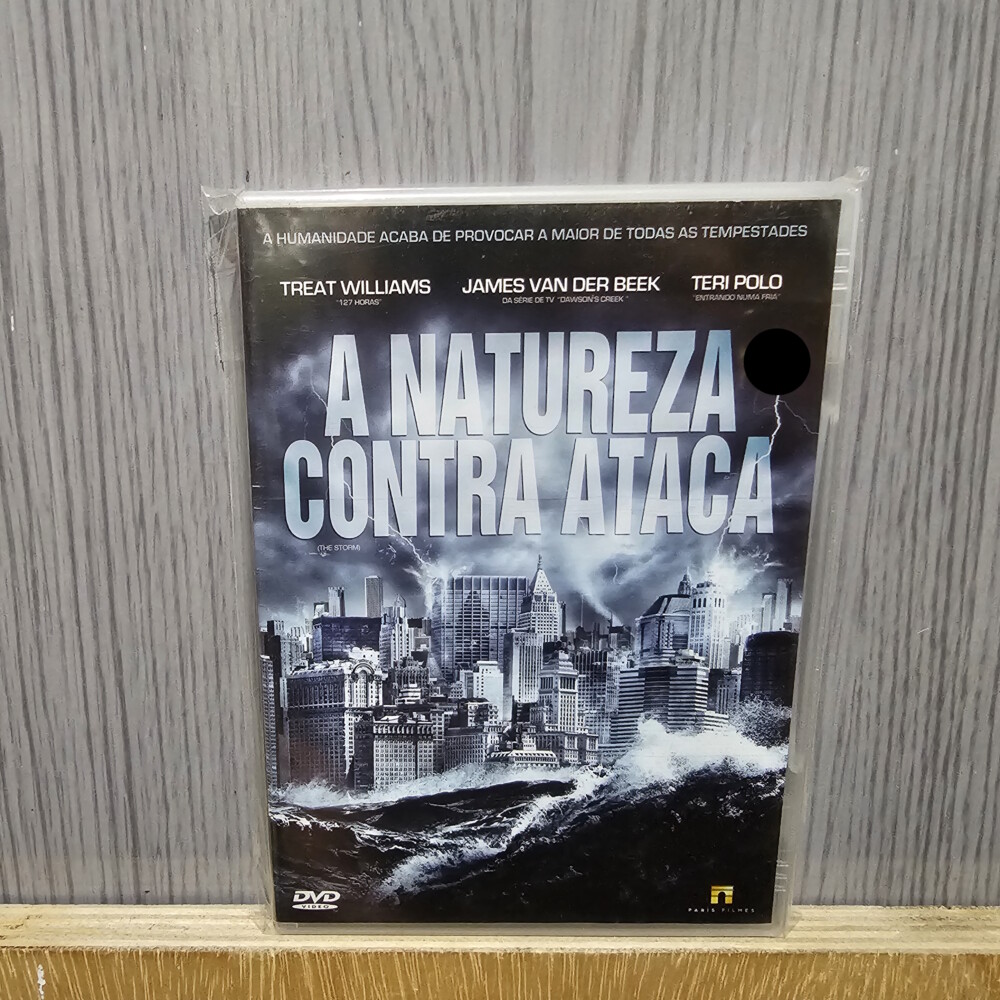 A HUMANIDADE ACABA DE PROVOCAR A MAIOR DE TODAS AS TEMPESTADES
TREAT WILLIAMS JAMES VAN DER BEEK TERI POLO
"127 HORAS" DA SÉRIE DE TV "DAWSON'S CREEK" "ENTRANDO NUMA FRIA"
A NATUREZA
CONTRA ATACA
(THE STORM)
DVD
VIDEO
PARIS FILMES